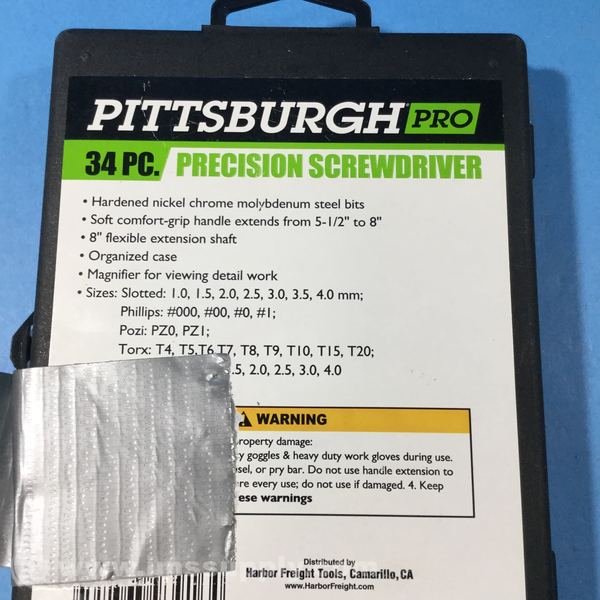 PITTSBURGH PRO
34 PC. PRECISION SCREWDRIVER
• Hardened nickel chrome molybdenum steel bits
• Soft comfort-grip handle extends from 5-1/2" to 8"
• 8" flexible extension shaft
• Organized case
• Magnifier for viewing detail work
• Sizes: Slotted: 1.0, 1.5, 2.0, 2.5, 3.0, 3.5, 4.0 mm;
Phillips: #000, #00, #0, #1;
Pozi: PZ0, PZ1;
Torx: T4, T5,T6 T7, T8, T9, T10, T15, T20;
.5, 2.0, 2.5, 3.0, 4.0
WARNING
roperty damage:
y goggles & heavy duty work gloves during use.
sel, or pry bar. Do not use handle extension to
re every use; do not use if damaged. 4. Keep
ese warnings
Distributed by
Harbor Freight Tools, Camarillo, CA
www.HarborFreight.com